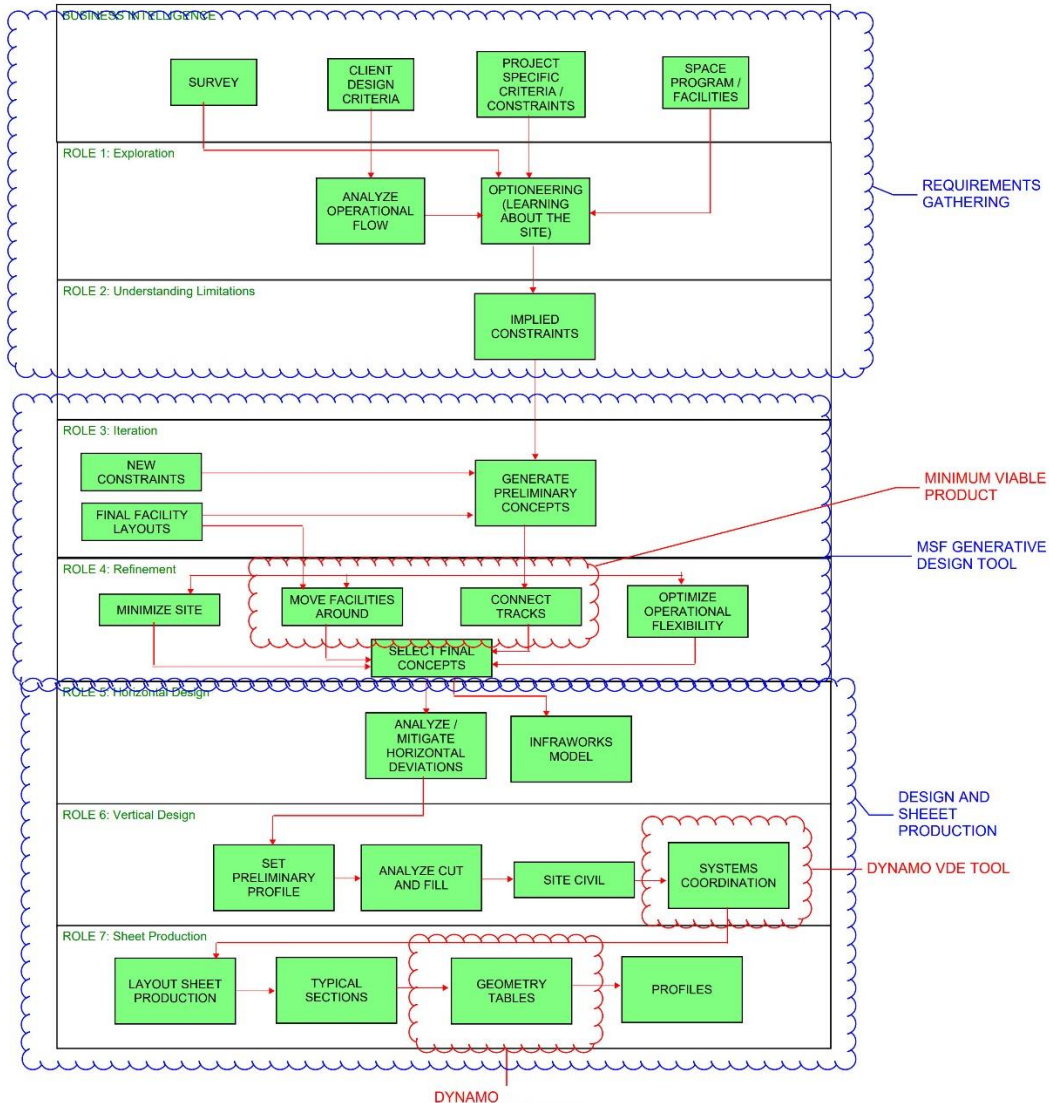 BUSINESS INTELLIGENCE
SURVEY
CLIENT
DESIGN
CRITERIA
PROJECT
SPECIFIC
CRITERIA /
CONSTRAINTS
SPACE
PROGRAM /
FACILITIES
ROLE 1: Exploration
ANALYZE
OPERATIONAL
FLOW
OPTIONEERING
(LEARNING
ABOUT THE
SITE)
REQUIREMENTS
GATHERING
ROLE 2: Understanding Limitations
IMPLIED
CONSTRAINTS
ROLE 3: Iteration
NEW
CONSTRAINTS
FINAL FACILITY
LAYOUTS
GENERATE
PRELIMINARY
CONCEPTS
MINIMUM VIABLE
PRODUCT
MSF GENERATIVE
DESIGN TOOL
ROLE 4: Refinement
MINIMIZE SITE
MOVE FACILITIES
AROUND
CONNECT
TRACKS
OPTIMIZE
OPERATIONAL
FLEXIBILITY
SELECT FINAL
CONCEPTS
ROLE 5: Horizontal Design
ANALYZE /
MITIGATE
HORIZONTAL
DEVIATIONS
INFRAWORKS
MODEL
DESIGN AND
SHEEET
PRODUCTION
ROLE 6: Vertical Design
SET
PRELIMINARY
PROFILE
ANALYZE CUT
AND FILL
SITE CIVIL
SYSTEMS
COORDINATION
DYNAMO VDE TOOL
ROLE 7: Sheet Production
LAYOUT SHEET
PRODUCTION
TYPICAL
SECTIONS
GEOMETRY
TABLES
PROFILES
DYNAMO